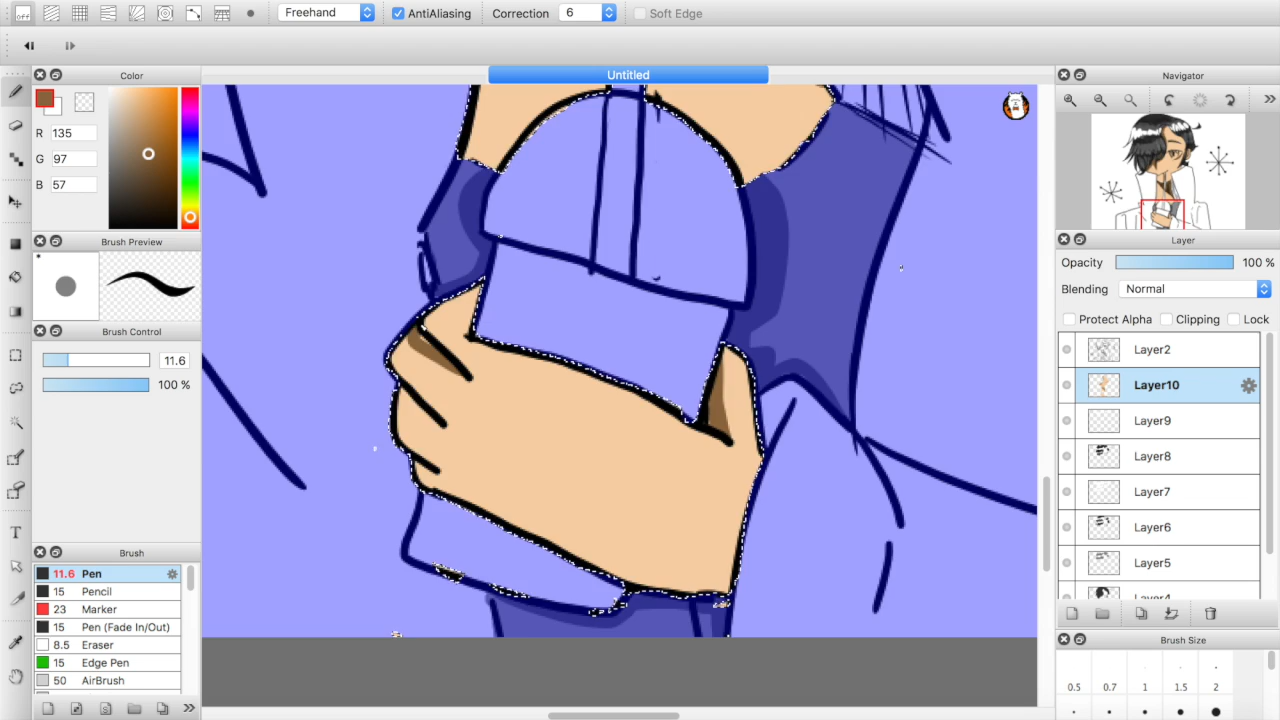 off Freehand AntiAliasing Correction 6 Soft Edge
Color
Untitled
Navigator
R 135
G 97
B 57
Brush Preview
Layer
Opacity 100 %
Blending Normal
Protect Alpha Clipping Lock
Brush Control
11.6
100 %
Layer2
Layer10
Layer9
Layer8
Layer7
Layer6
Layer5
Brush
11.6 Pen
15 Pencil
23 Marker
15 Pen (Fade In/Out)
8.5 Eraser
15 Edge Pen
50 AirBrush
T
Brush Size
0.5 0.7 1 1.5 2